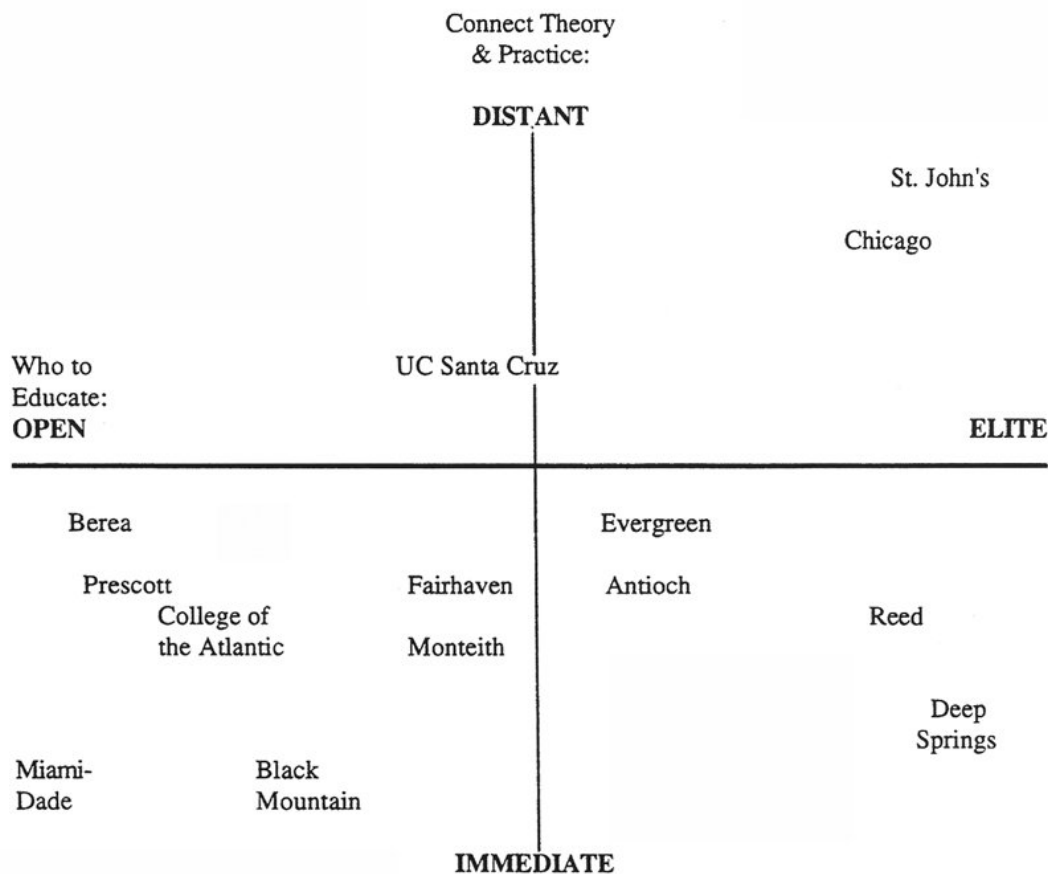 Connect Theory
& Practice:
DISTANT
St. John's
Chicago
Who to
Educate:
OPEN
UC Santa Cruz
ELITE
Berea
Evergreen
Prescott
Fairhaven
Antioch
College of
the Atlantic
Monteith
Reed
Deep
Springs
Miami-
Dade
Black
Mountain
IMMEDIATE